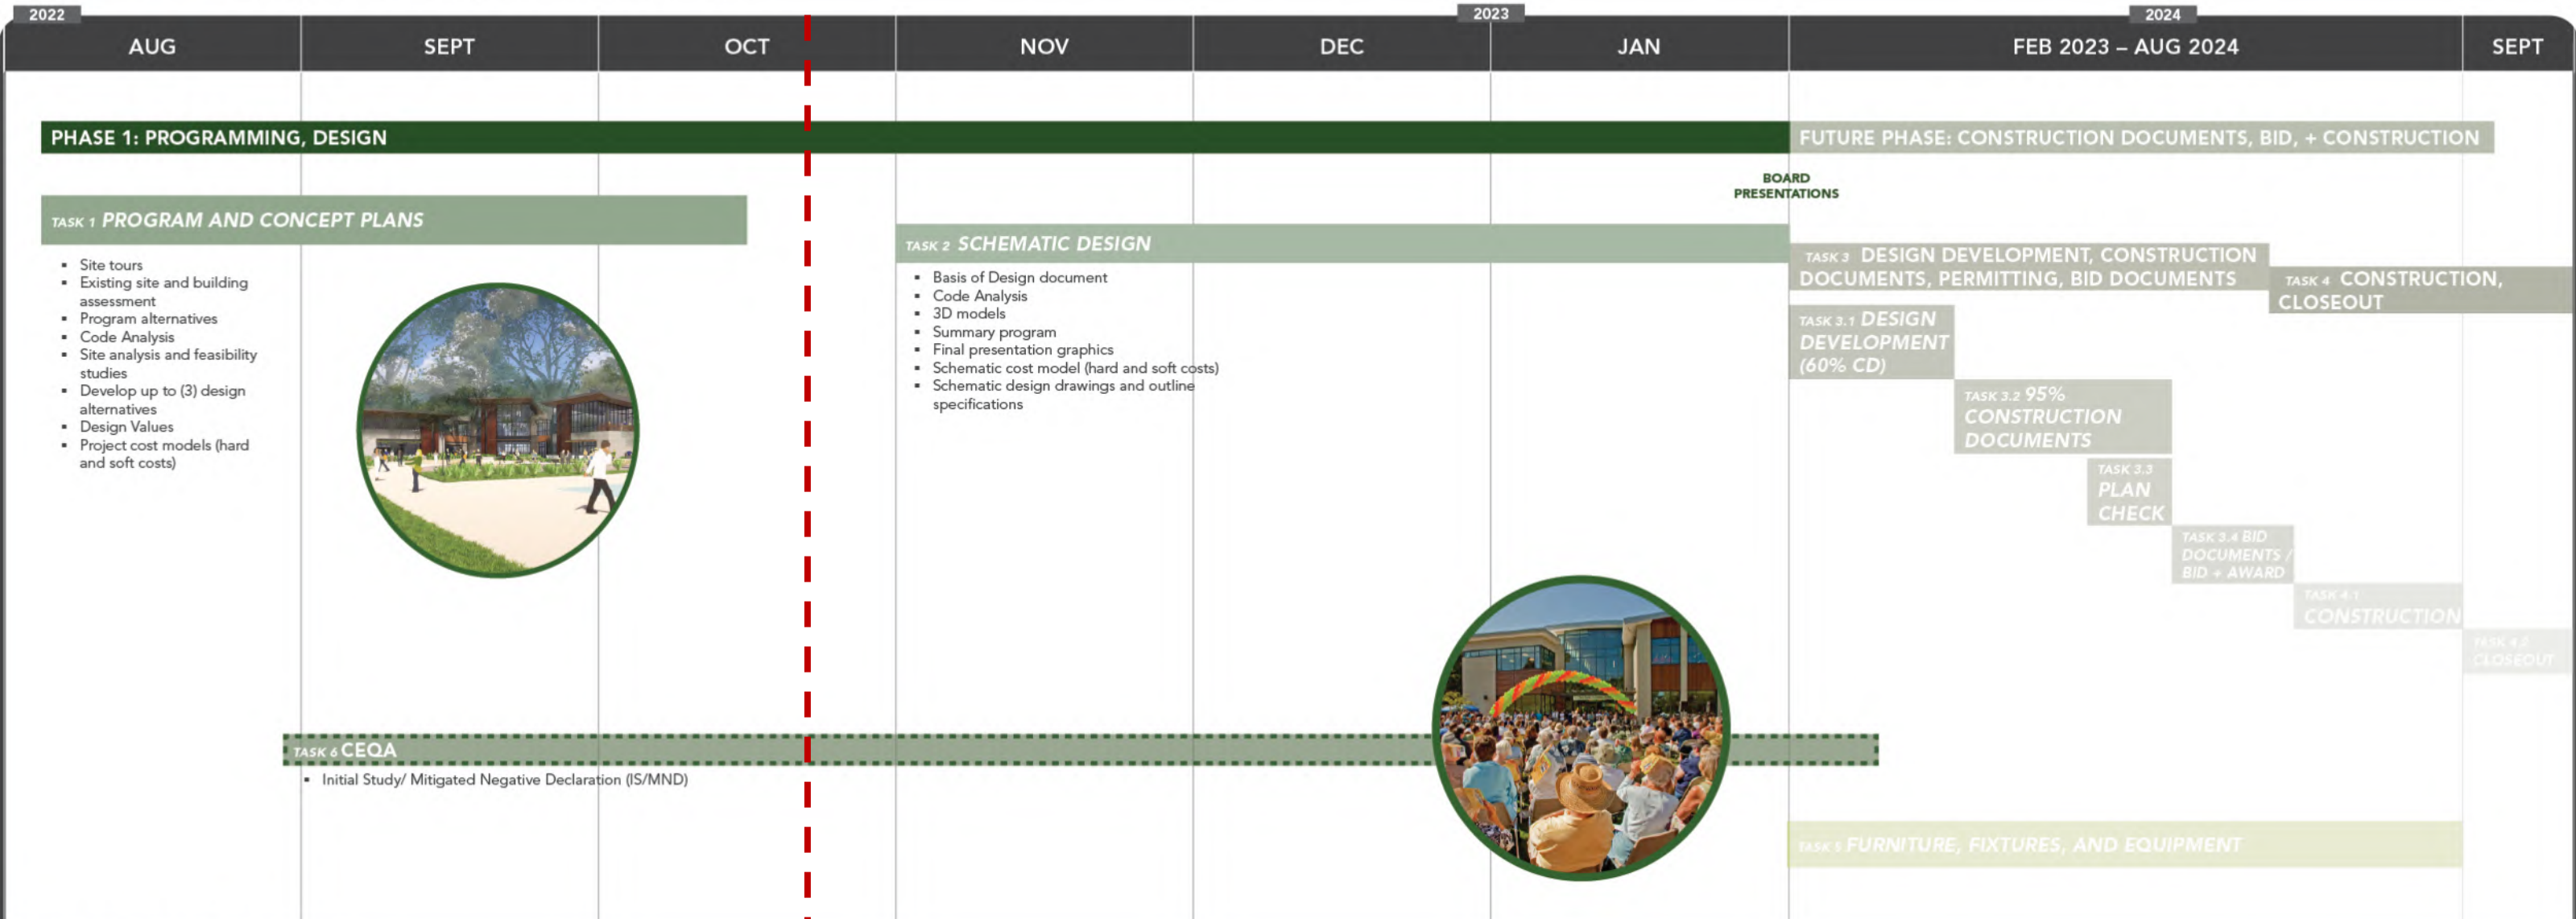 2022
2023
2024
AUG
SEPT
OCT
NOV
DEC
JAN
FEB 2023 – AUG 2024
SEPT
PHASE 1: PROGRAMMING, DESIGN
FUTURE PHASE: CONSTRUCTION DOCUMENTS, BID, + CONSTRUCTION
BOARD
PRESENTATIONS
TASK 1 PROGRAM AND CONCEPT PLANS
▪ Site tours
▪ Existing site and building
assessment
▪ Program alternatives
▪ Code Analysis
▪ Site analysis and feasibility
studies
▪ Develop up to (3) design
alternatives
▪ Design Values
▪ Project cost models (hard
and soft costs)
TASK 2 SCHEMATIC DESIGN
▪ Basis of Design document
▪ Code Analysis
▪ 3D models
▪ Summary program
▪ Final presentation graphics
▪ Schematic cost model (hard and soft costs)
▪ Schematic design drawings and outline
specifications
TASK 3 DESIGN DEVELOPMENT, CONSTRUCTION
DOCUMENTS, PERMITTING, BID DOCUMENTS
TASK 4 CONSTRUCTION,
CLOSEOUT
TASK 3.1 DESIGN
DEVELOPMENT
(60% CD)
TASK 3.2 95%
CONSTRUCTION
DOCUMENTS
TASK 3.3
PLAN
CHECK
TASK 3.4 BID
DOCUMENTS /
BID + AWARD
TASK 4.1
CONSTRUCTION
TASK 4.2
CLOSEOUT
TASK 6 CEQA
▪ Initial Study/ Mitigated Negative Declaration (IS/MND)
TASK 5 FURNITURE, FIXTURES, AND EQUIPMENT